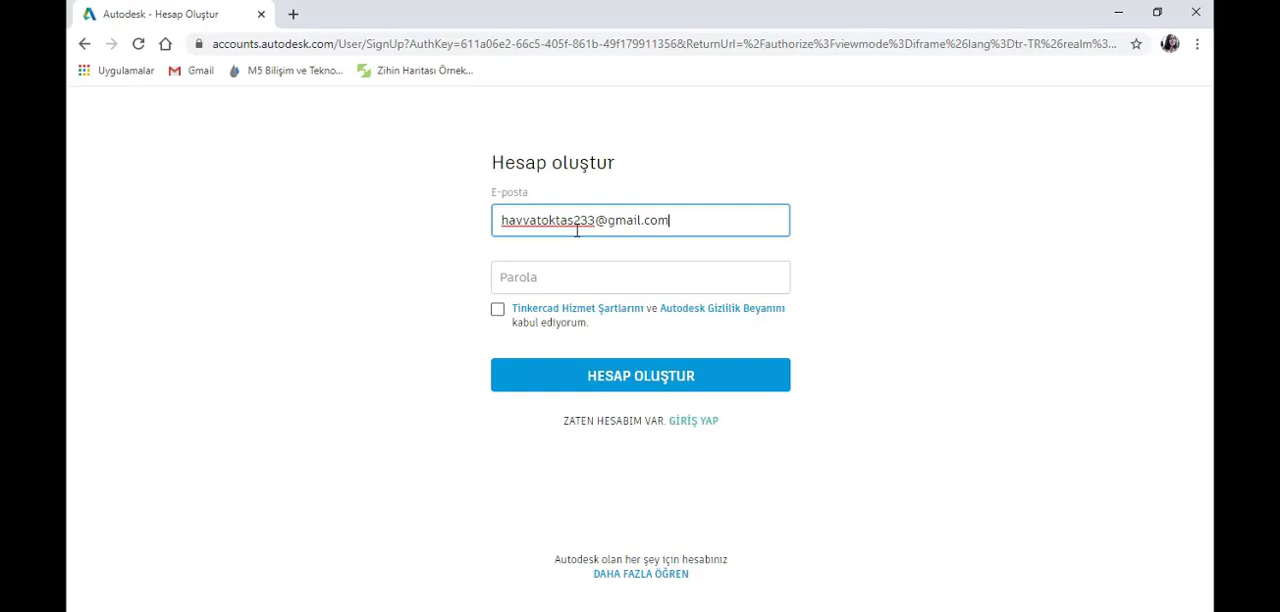 Autodesk - Hesap Oluştur
accounts.autodesk.com/User/SignUp?AuthKey=611a06e2-66c5-405f-861b-49f179911356&ReturnUrl=%2Fauthorize%3Fviewmode%3Diframe%26lang%3Dtr-TR%26realm%3...
Uygulamalar Gmail M5 Bilişim ve Tekno... Zihin Haritası Örnek...
Hesap oluştur
E-posta
havvatoktas233@gmail.com
Parola
Tinkercad Hizmet Şartlarını ve Autodesk Gizlilik Beyanını
kabul ediyorum.
HESAP OLUŞTUR
ZATEN HESABIM VAR. GİRİŞ YAP
Autodesk olan her şey için hesabınız
DAHA FAZLA ÖĞREN